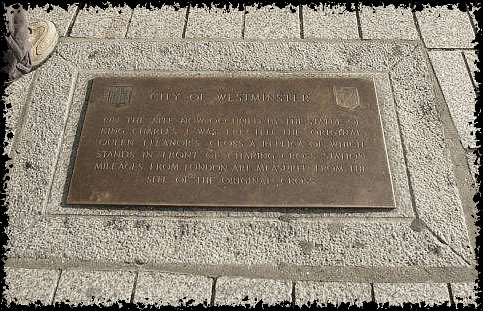 CITY OF WESTMINSTER
ON THE SITE NOW OCCUPIED BY THE STATUE OF
KING CHARLES I WAS ERECTED THE ORIGINAL
QUEEN ELEANOR'S CROSS A REPLICA OF WHICH
STANDS IN FRONT OF CHARING CROSS STATION
MILEAGES FROM LONDON ARE MEASURED FROM THE
SITE OF THE ORIGINAL CROSS